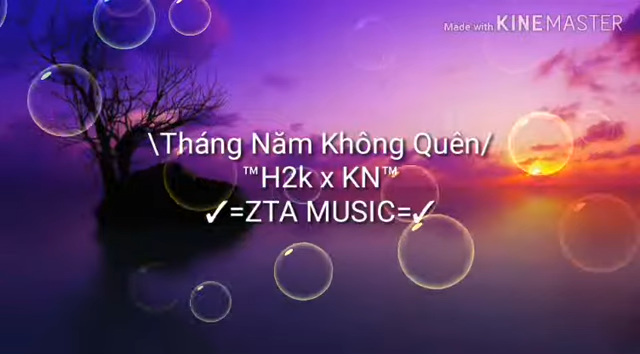 Made with KINEMASTER
\Tháng Năm Không Quên/
™H2k x KN™
✓=ZTA MUSIC=✓